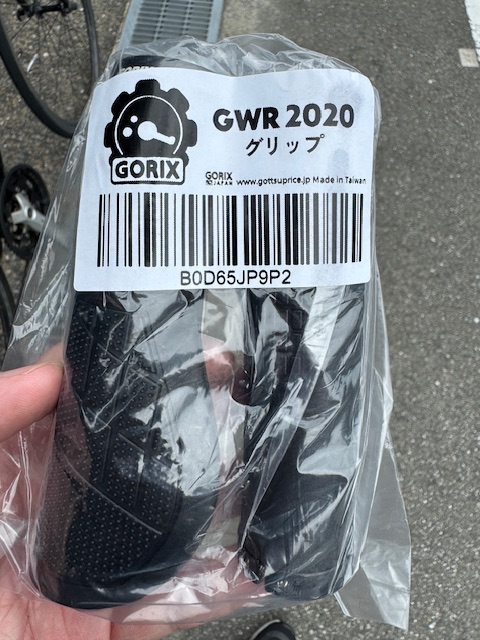 GWR 2020
グリップ
GORIX
GORIX
JAPAN
www.gottsuprice.jp Made in Taiwan
B0D65JP9P2